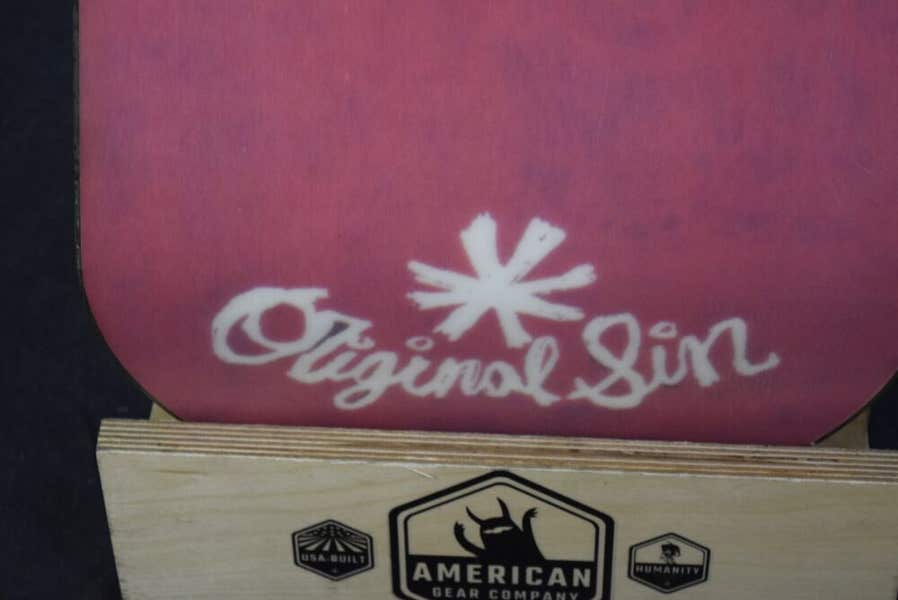 Original Sin
USA-BUILT
AMERICAN
GEAR COMPANY
HUMANITY